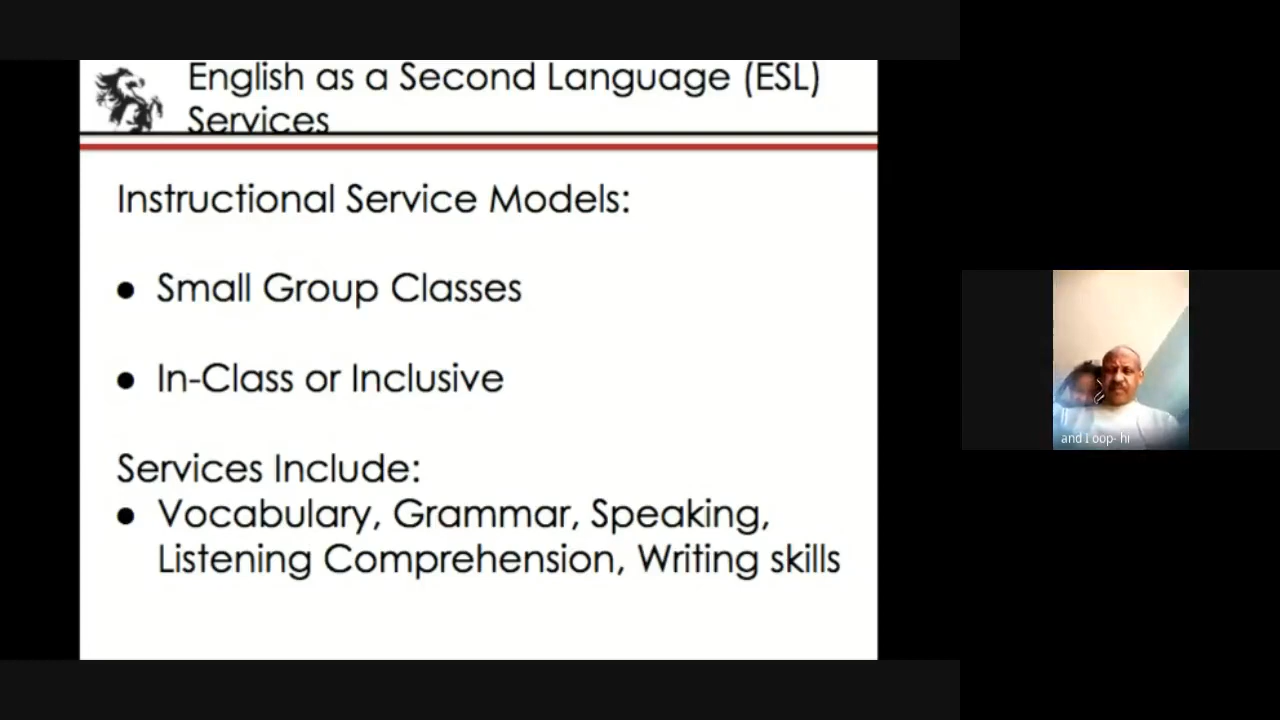 English as a Second Language (ESL)
Services
Instructional Service Models:
● Small Group Classes
● In-Class or Inclusive
Services Include:
● Vocabulary, Grammar, Speaking,
Listening Comprehension, Writing skills
and I oop- hi